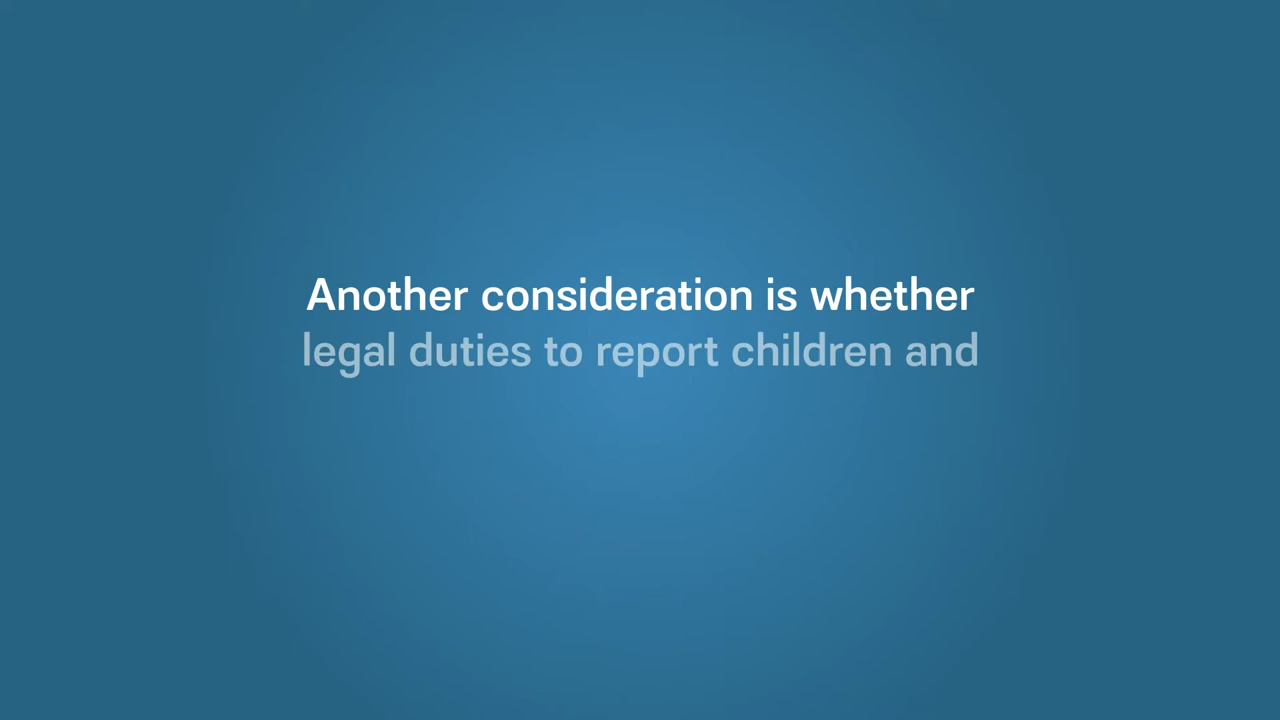 Another consideration is whether
legal duties to report children and